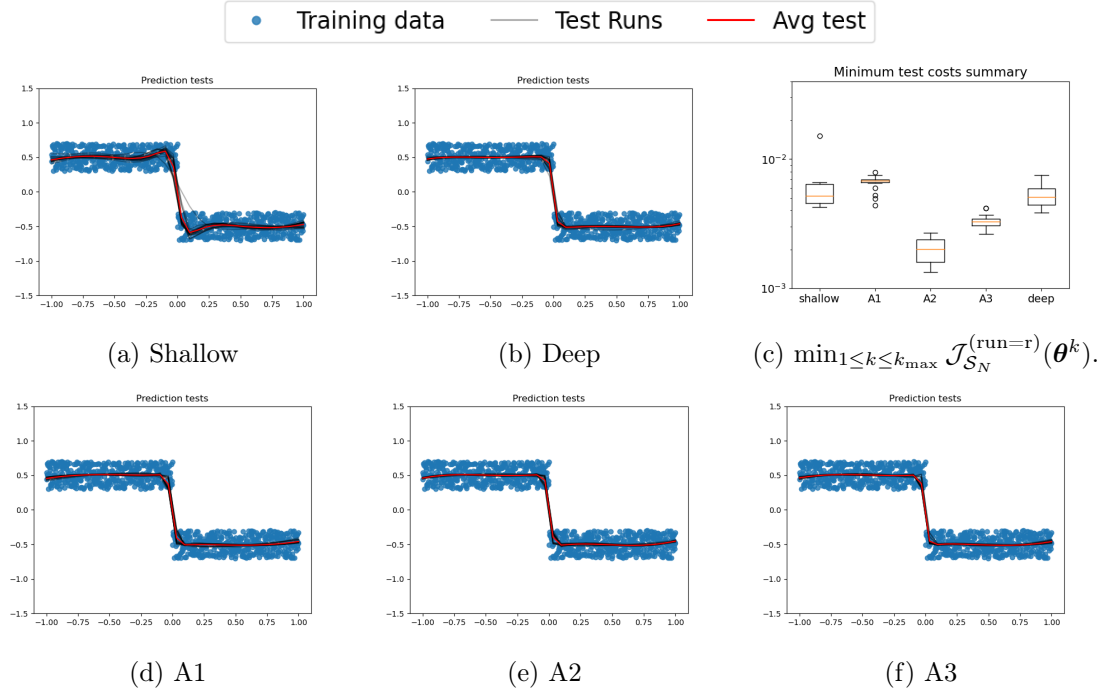 Training data Test Runs Avg test
Prediction tests
1.5
1.0
0.5
0.0
−0.5
−1.0
−1.5
−1.00 −0.75 −0.50 −0.25 0.00 0.25 0.50 0.75 1.00
(a) Shallow
Prediction tests
1.5
1.0
0.5
0.0
−0.5
−1.0
−1.5
−1.00 −0.75 −0.50 −0.25 0.00 0.25 0.50 0.75 1.00
(b) Deep
Minimum test costs summary
10⁻²
10⁻³
shallow A1 A2 A3 deep
(c) min_{1≤k≤k_max} 𝒥_{𝒮_N}^{(run=r)}(𝜽^k).
Prediction tests
1.5
1.0
0.5
0.0
−0.5
−1.0
−1.5
−1.00 −0.75 −0.50 −0.25 0.00 0.25 0.50 0.75 1.00
(d) A1
Prediction tests
1.5
1.0
0.5
0.0
−0.5
−1.0
−1.5
−1.00 −0.75 −0.50 −0.25 0.00 0.25 0.50 0.75 1.00
(e) A2
Prediction tests
1.5
1.0
0.5
0.0
−0.5
−1.0
−1.5
−1.00 −0.75 −0.50 −0.25 0.00 0.25 0.50 0.75 1.00
(f) A3